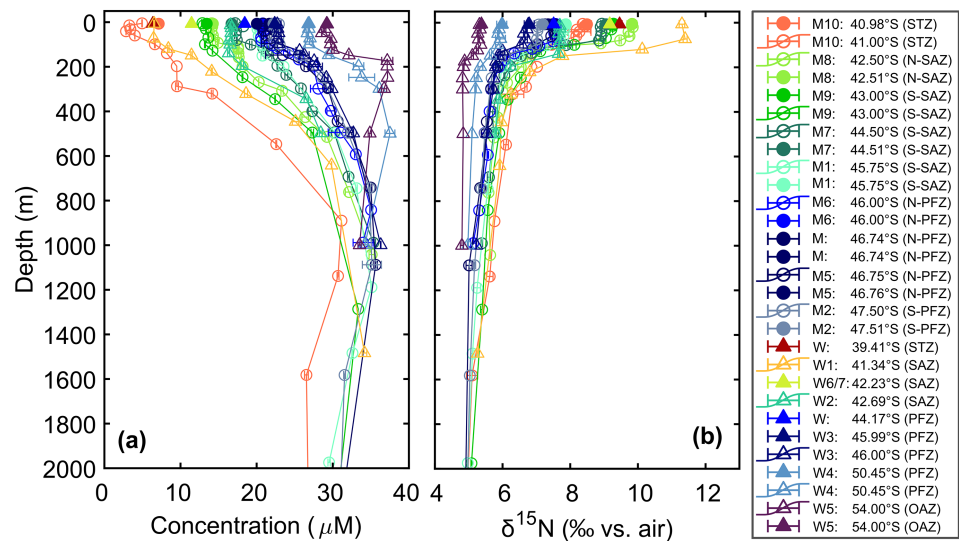 0
200
400
600
800
1000
1200
1400
1600
1800
2000
Depth (m)
0 10 20 30 40
Concentration (μM)
(a)
4 6 8 10 12
δ15N (‰ vs. air)
(b)
M10: 40.98°S (STZ)
M10: 41.00°S (STZ)
M8: 42.50°S (N-SAZ)
M8: 42.51°S (N-SAZ)
M9: 43.00°S (S-SAZ)
M9: 43.00°S (S-SAZ)
M7: 44.50°S (S-SAZ)
M7: 44.51°S (S-SAZ)
M1: 45.75°S (S-SAZ)
M1: 45.75°S (S-SAZ)
M6: 46.00°S (N-PFZ)
M6: 46.00°S (N-PFZ)
M: 46.74°S (N-PFZ)
M: 46.74°S (N-PFZ)
M5: 46.75°S (N-PFZ)
M5: 46.76°S (N-PFZ)
M2: 47.50°S (S-PFZ)
M2: 47.51°S (S-PFZ)
W: 39.41°S (STZ)
W1: 41.34°S (SAZ)
W6/7: 42.23°S (SAZ)
W2: 42.69°S (SAZ)
W: 44.17°S (PFZ)
W3: 45.99°S (PFZ)
W3: 46.00°S (PFZ)
W4: 50.45°S (PFZ)
W4: 50.45°S (PFZ)
W5: 54.00°S (OAZ)
W5: 54.00°S (OAZ)